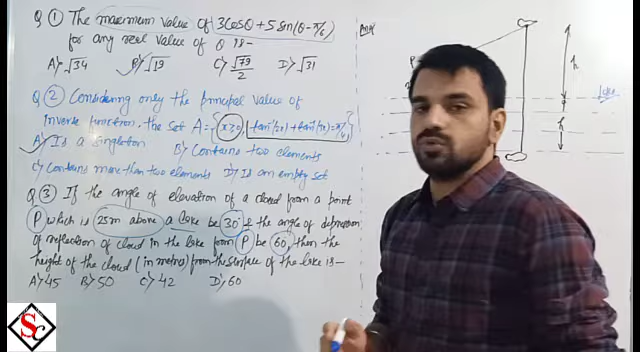 Q ① The maximum value of 3Cosθ + 5 Sin(θ - π/6)
for any real value of θ is -
A) √34 B) √19 C) √79/2 D) √31
Q ② Considering only the principal value of
inverse function, the set A = { x≥0, tan⁻¹(2x) + tan⁻¹(3x) = π/4 }
A) Is a singleton B) Contains two elements
C) Contains more than two elements D) Is an empty set
Q ③ If the angle of elevation of a cloud from a point
P which is 25m above a lake be 30° & the angle of depression
of reflection of cloud in the lake from P be 60°, then the
height of the cloud (in metres) from the surface of the lake is -
A) 45 B) 50 C) 42 D) 60
P
h
h
Lake
SC